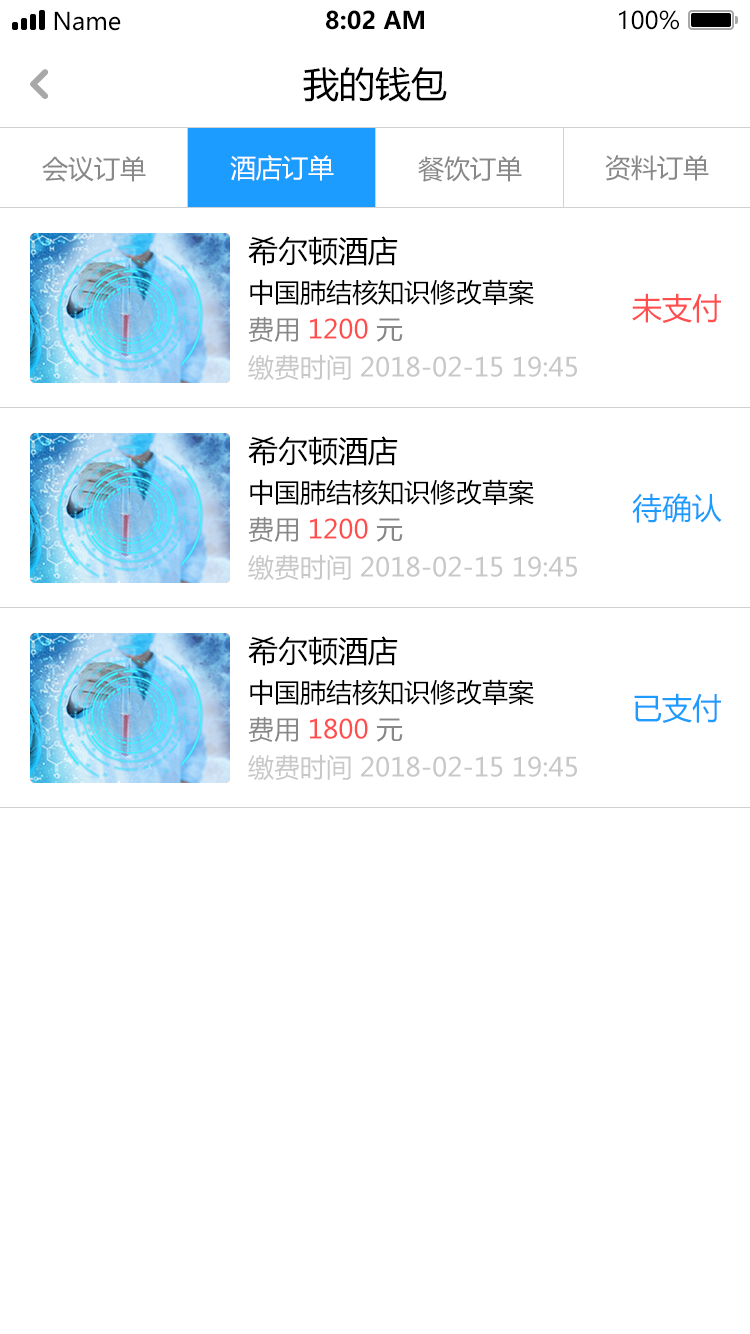 Name 8:02 AM 100%
我的钱包
会议订单 酒店订单 餐饮订单 资料订单
希尔顿酒店
中国肺结核知识修改草案
费用 1200 元
缴费时间 2018-02-15 19:45
未支付
希尔顿酒店
中国肺结核知识修改草案
费用 1200 元
缴费时间 2018-02-15 19:45
待确认
希尔顿酒店
中国肺结核知识修改草案
费用 1800 元
缴费时间 2018-02-15 19:45
已支付